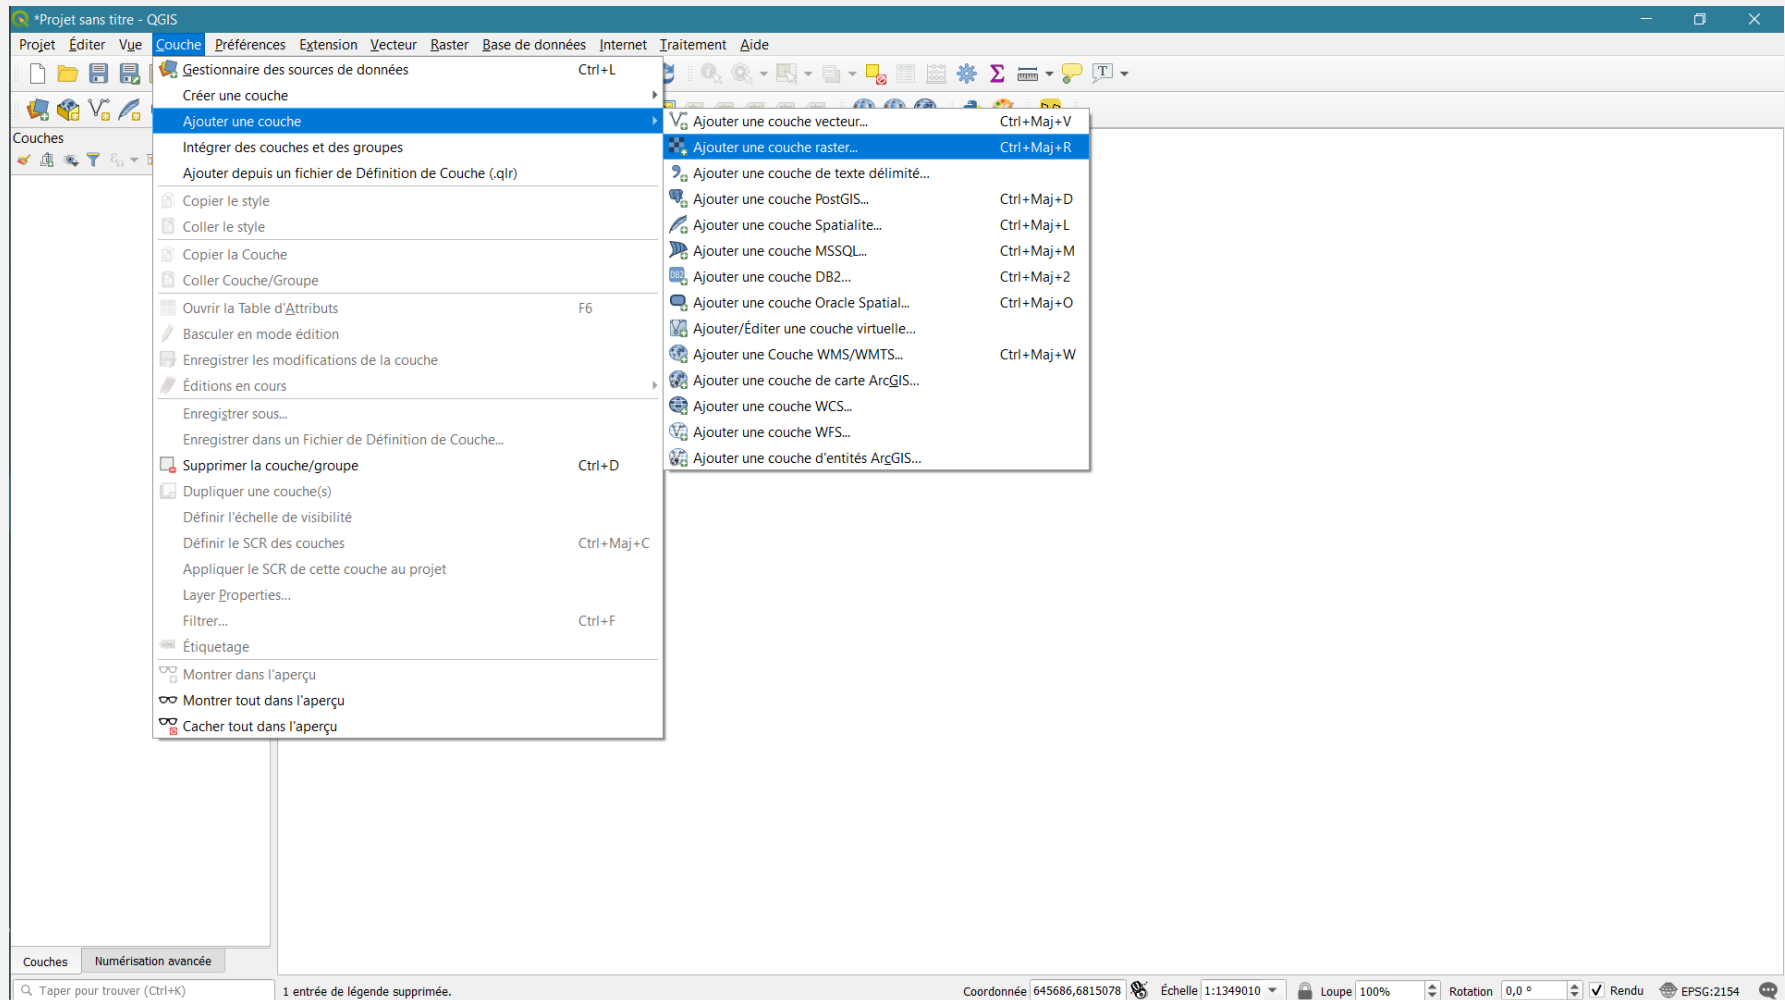 *Projet sans titre - QGIS
Projet Éditer Vue Couche Préférences Extension Vecteur Raster Base de données Internet Traitement Aide
Gestionnaire des sources de données Ctrl+L
Créer une couche
Ajouter une couche
Intégrer des couches et des groupes
Ajouter depuis un fichier de Définition de Couche (.qlr)
Copier le style
Coller le style
Copier la Couche
Coller Couche/Groupe
Ouvrir la Table d'Attributs F6
Basculer en mode édition
Enregistrer les modifications de la couche
Éditions en cours
Enregistrer sous...
Enregistrer dans un Fichier de Définition de Couche...
Supprimer la couche/groupe Ctrl+D
Dupliquer une couche(s)
Définir l'échelle de visibilité
Définir le SCR des couches Ctrl+Maj+C
Appliquer le SCR de cette couche au projet
Layer Properties...
Filtrer... Ctrl+F
Étiquetage
Montrer dans l'aperçu
Montrer tout dans l'aperçu
Cacher tout dans l'aperçu
Ajouter une couche vecteur... Ctrl+Maj+V
Ajouter une couche raster... Ctrl+Maj+R
Ajouter une couche de texte délimité...
Ajouter une couche PostGIS... Ctrl+Maj+D
Ajouter une couche Spatialite... Ctrl+Maj+L
Ajouter une couche MSSQL... Ctrl+Maj+M
Ajouter une couche DB2... Ctrl+Maj+2
Ajouter une couche Oracle Spatial... Ctrl+Maj+O
Ajouter/Éditer une couche virtuelle...
Ajouter une Couche WMS/WMTS... Ctrl+Maj+W
Ajouter une couche de carte ArcGIS...
Ajouter une couche WCS...
Ajouter une couche WFS...
Ajouter une couche d'entités ArcGIS...
Couches
Couches Numérisation avancée
Taper pour trouver (Ctrl+K) 1 entrée de légende supprimée. Coordonnée 645686,6815078 Échelle 1:1349010 Loupe 100% Rotation 0,0 ° Rendu EPSG:2154